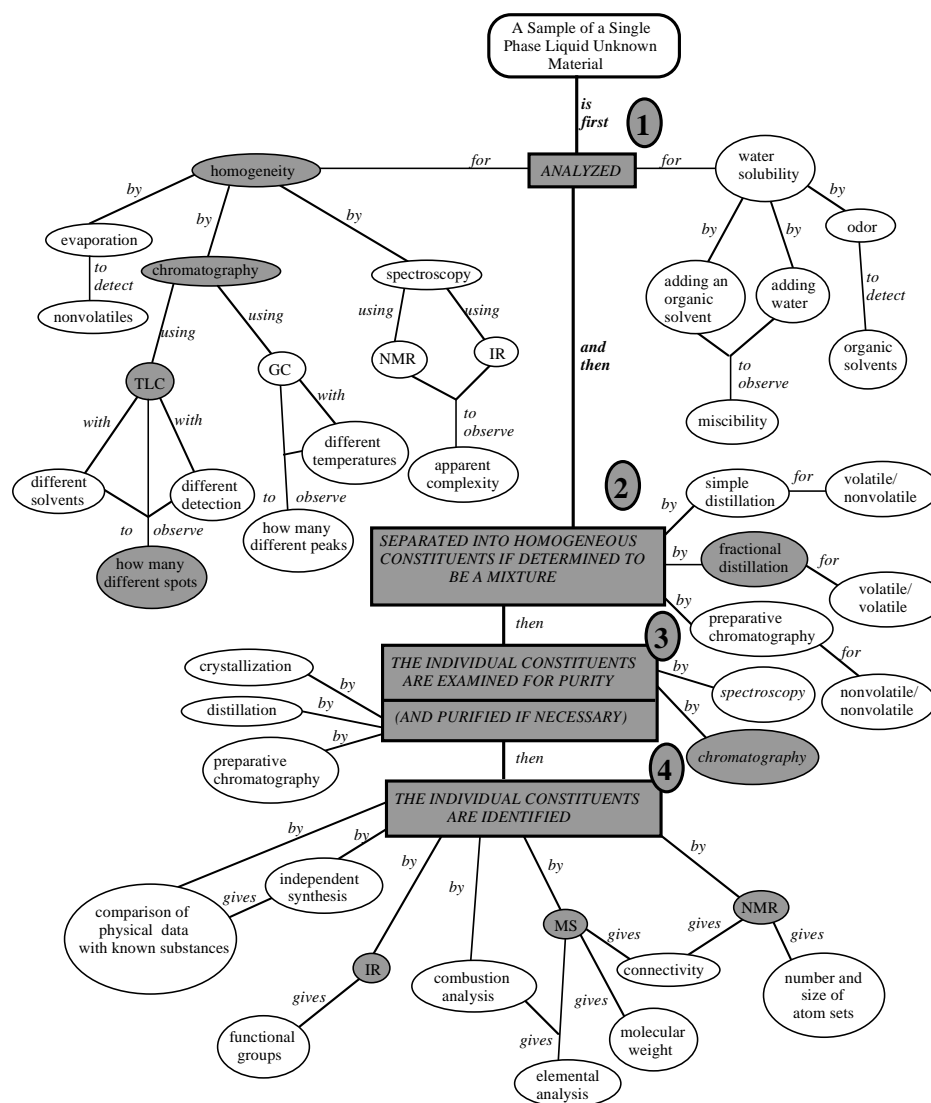 A Sample of a Single
Phase Liquid Unknown
Material
is
first
1
homogeneity
for
ANALYZED
for
water
solubility
by
by
by
by
by
by
odor
evaporation
to
detect
nonvolatiles
chromatography
spectroscopy
adding an
organic
solvent
adding
water
to
detect
using
using
using
using
NMR
IR
and
then
organic
solvents
TLC
GC
to
observe
miscibility
with
with
with
to
observe
different
solvents
different
detection
different
temperatures
apparent
complexity
to
observe
to
observe
how many
different spots
how many
different peaks
2
SEPARATED INTO HOMOGENEOUS
CONSTITUENTS IF DETERMINED TO
BE A MIXTURE
by
simple
distillation
for
volatile/
nonvolatile
by
fractional
distillation
for
volatile/
volatile
by
preparative
chromatography
for
nonvolatile/
nonvolatile
then
3
THE INDIVIDUAL CONSTITUENTS
ARE EXAMINED FOR PURITY
(AND PURIFIED IF NECESSARY)
crystallization
by
distillation
by
preparative
chromatography
by
by
spectroscopy
by
chromatography
then
4
THE INDIVIDUAL CONSTITUENTS
ARE IDENTIFIED
by
by
by
by
by
by
comparison of
physical data
with known substances
gives
independent
synthesis
IR
gives
functional
groups
combustion
analysis
MS
gives
gives
connectivity
NMR
gives
number and
size of
atom sets
gives
molecular
weight
elemental
analysis